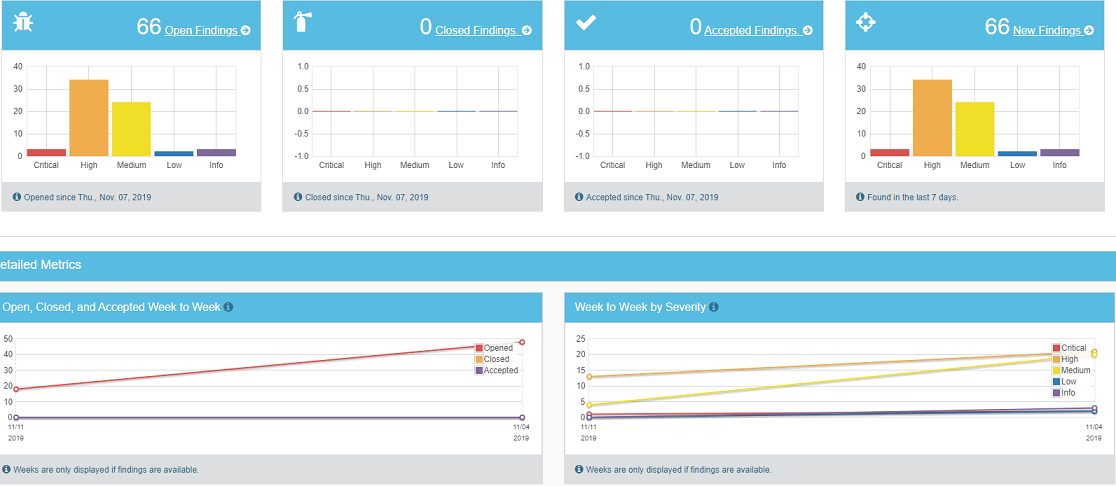 66 Open Findings
0 Closed Findings
0 Accepted Findings
66 New Findings
40
30
20
10
0
Critical High Medium Low Info
1.0
0.5
0.0
-0.5
-1.0
Critical High Medium Low Info
1.0
0.5
0.0
-0.5
-1.0
Critical High Medium Low Info
40
30
20
10
0
Critical High Medium Low Info
Opened since Thu., Nov. 07, 2019
Closed since Thu., Nov. 07, 2019
Accepted since Thu., Nov. 07, 2019
Found in the last 7 days.
etailed Metrics
Open, Closed, and Accepted Week to Week
50
40
30
20
10
0
Opened
Closed
Accepted
11/11
2019
11/04
2019
Weeks are only displayed if findings are available.
Week to Week by Severity
25
20
15
10
5
0
Critical
High
Medium
Low
Info
11/11
2019
11/04
2019
Weeks are only displayed if findings are available.